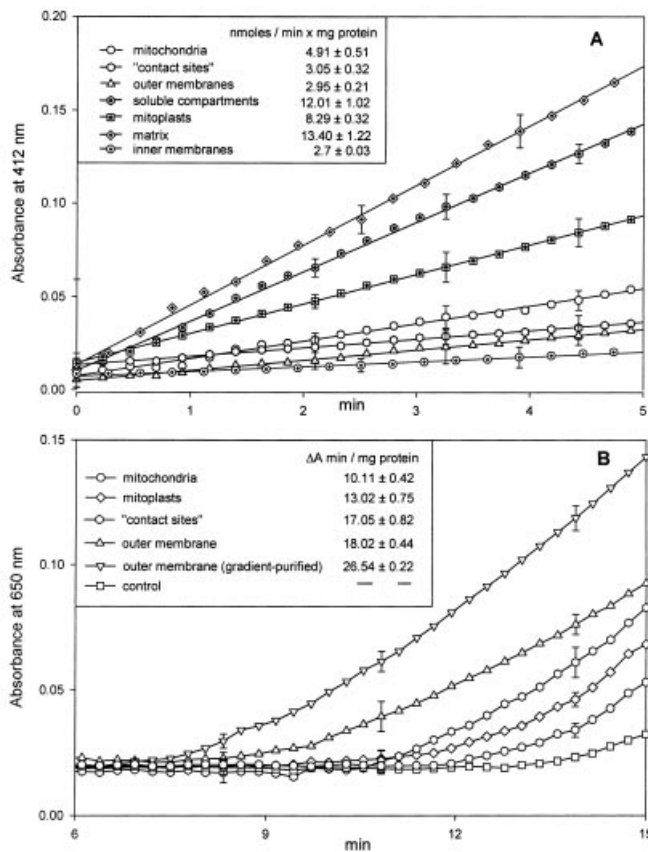 A
nmoles / min x mg protein
mitochondria 4.91 ± 0.51
"contact sites" 3.05 ± 0.32
outer membranes 2.95 ± 0.21
soluble compartments 12.01 ± 1.02
mitoplasts 8.29 ± 0.32
matrix 13.40 ± 1.22
inner membranes 2.7 ± 0.03
Absorbance at 412 nm
0.20
0.15
0.10
0.05
0.00
0 1 2 3 4 5
min
B
ΔA min / mg protein
mitochondria 10.11 ± 0.42
mitoplasts 13.02 ± 0.75
"contact sites" 17.05 ± 0.82
outer membrane 18.02 ± 0.44
outer membrane (gradient-purified) 26.54 ± 0.22
control — —
Absorbance at 650 nm
0.15
0.10
0.05
0.00
6 9 12 15
min